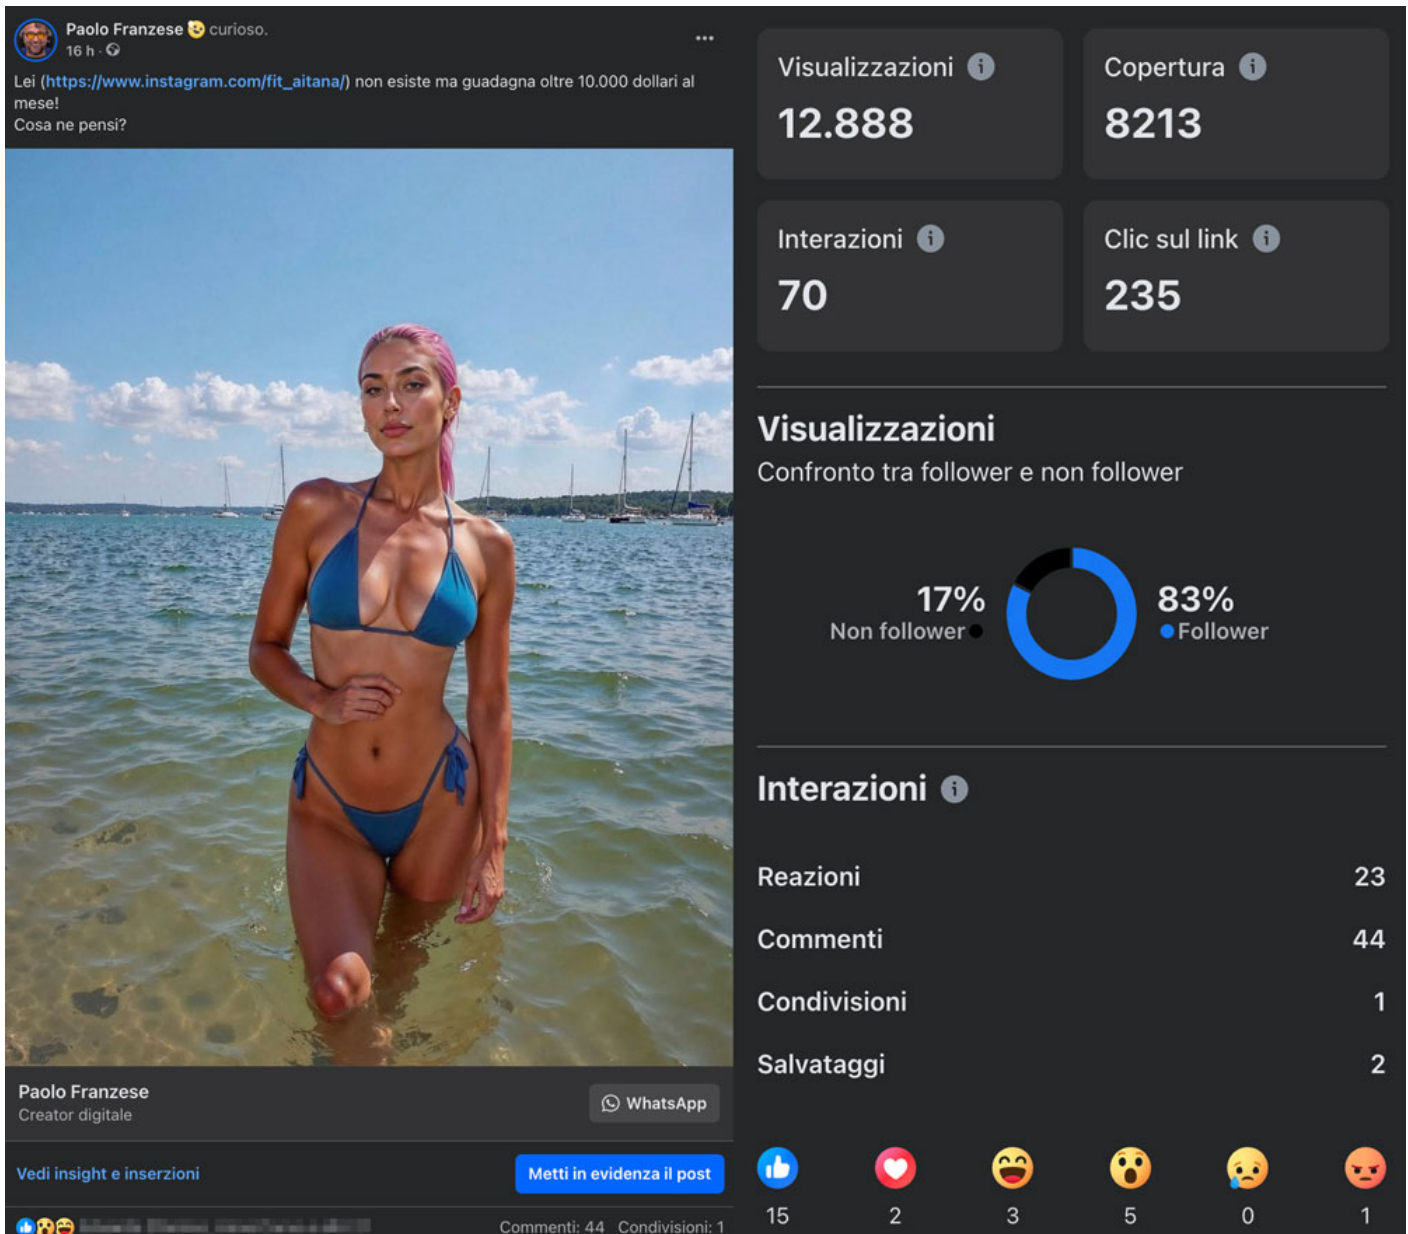 Paolo Franzese curioso.
16 h
Lei (https://www.instagram.com/fit_aitana/) non esiste ma guadagna oltre 10.000 dollari al
mese!
Cosa ne pensi?
Paolo Franzese
Creator digitale
WhatsApp
Vedi insight e inserzioni
Metti in evidenza il post
Commenti: 44 Condivisioni: 1
Visualizzazioni
12.888
Copertura
8213
Interazioni
70
Clic sul link
235
Visualizzazioni
Confronto tra follower e non follower
17%
Non follower
83%
Follower
Interazioni
Reazioni 23
Commenti 44
Condivisioni 1
Salvataggi 2
15 2 3 5 0 1